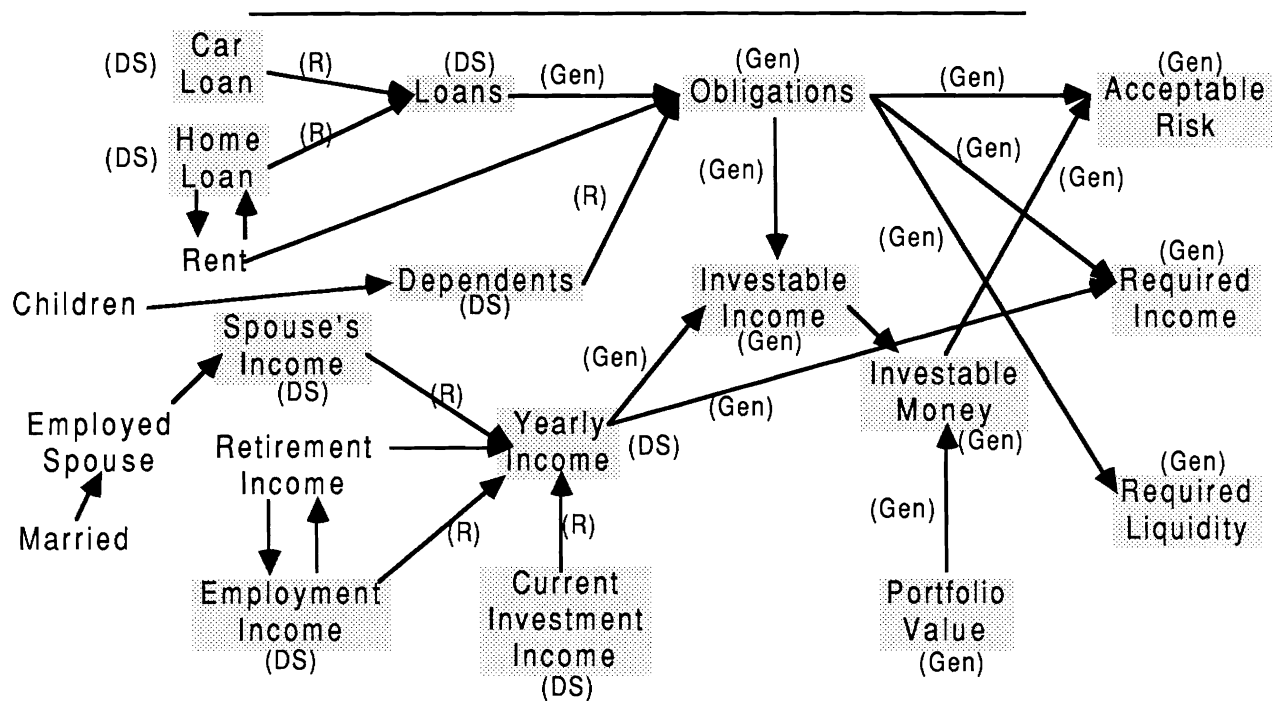 (DS)
Car
Loan
(R)
(DS)
Loans
(Gen)
(Gen)
Obligations
(Gen)
(Gen)
Acceptable
Risk
(DS)
Home
Loan
(R)
Rent
(Gen)
(R)
(Gen)
(Gen)
(Gen)
Children
Dependents
(DS)
Investable
Income
(Gen)
(Gen)
Required
Income
Spouse's
Income
(DS)
(R)
(Gen)
(Gen)
Investable
Money
(Gen)
Employed
Spouse
Married
Retirement
Income
Yearly
Income
(DS)
(R)
(R)
(Gen)
(Gen)
Required
Liquidity
Employment
Income
(DS)
Current
Investment
Income
(DS)
Portfolio
Value
(Gen)